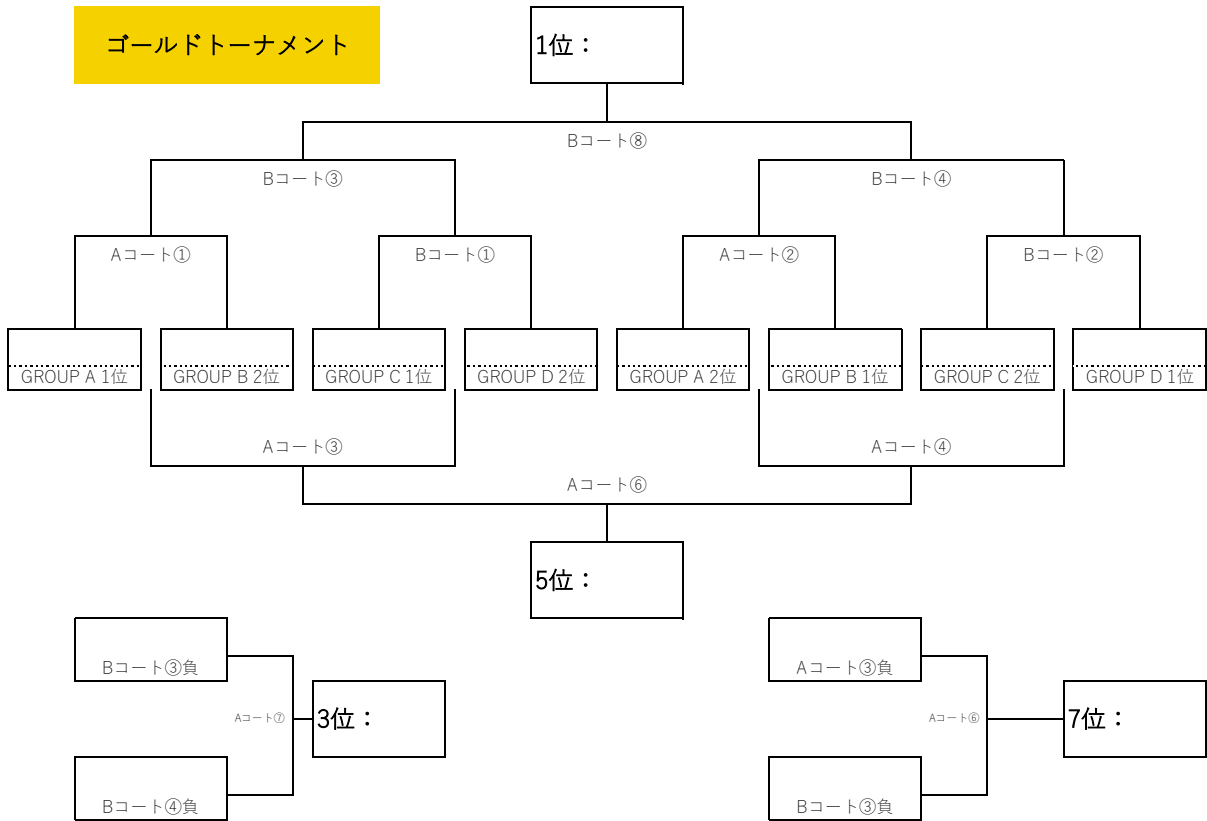 ゴールドトーナメント
1位：
Bコート⑧
Bコート③
Bコート④
Aコート①
Bコート①
Aコート②
Bコート②
GROUP A 1位
GROUP B 2位
GROUP C 1位
GROUP D 2位
GROUP A 2位
GROUP B 1位
GROUP C 2位
GROUP D 1位
Aコート③
Aコート④
Aコート⑥
5位：
Bコート③負
Aコート③負
Aコート⑦
3位：
Aコート⑥
7位：
Bコート④負
Bコート③負